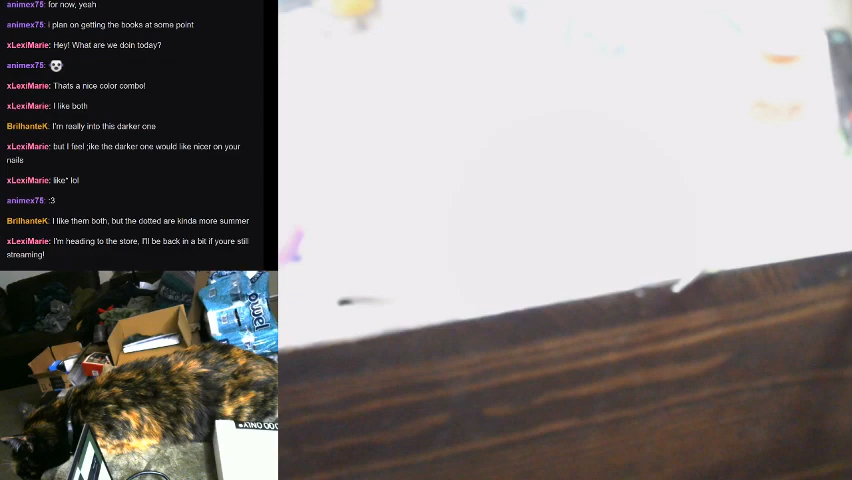 animex75: for now, yeah
animex75: i plan on getting the books at some point
xLexiMarie: Hey! What are we doin today?
animex75:
xLexiMarie: Thats a nice color combo!
xLexiMarie: I like both
BrilhanteK: I'm really into this darker one
xLexiMarie: but I feel ;ike the darker one would like nicer on your
nails
xLexiMarie: like* lol
animex75: :3
BrilhanteK: I like them both, but the dotted are kinda more summer
xLexiMarie: I'm heading to the store, I'll be back in a bit if youre still
streaming!